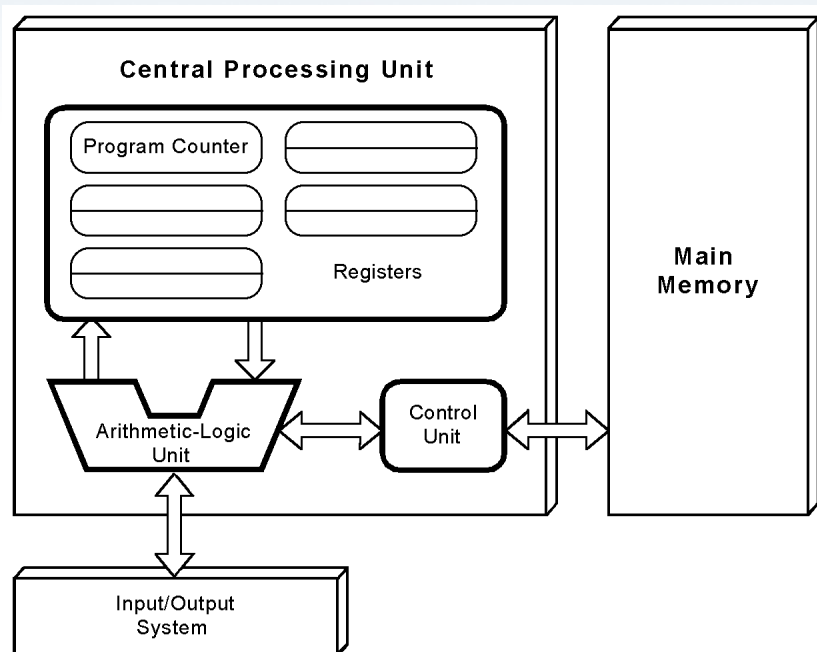 Central Processing Unit
Program Counter
Registers
Main
Memory
Arithmetic-Logic
Unit
Control
Unit
Input/Output
System